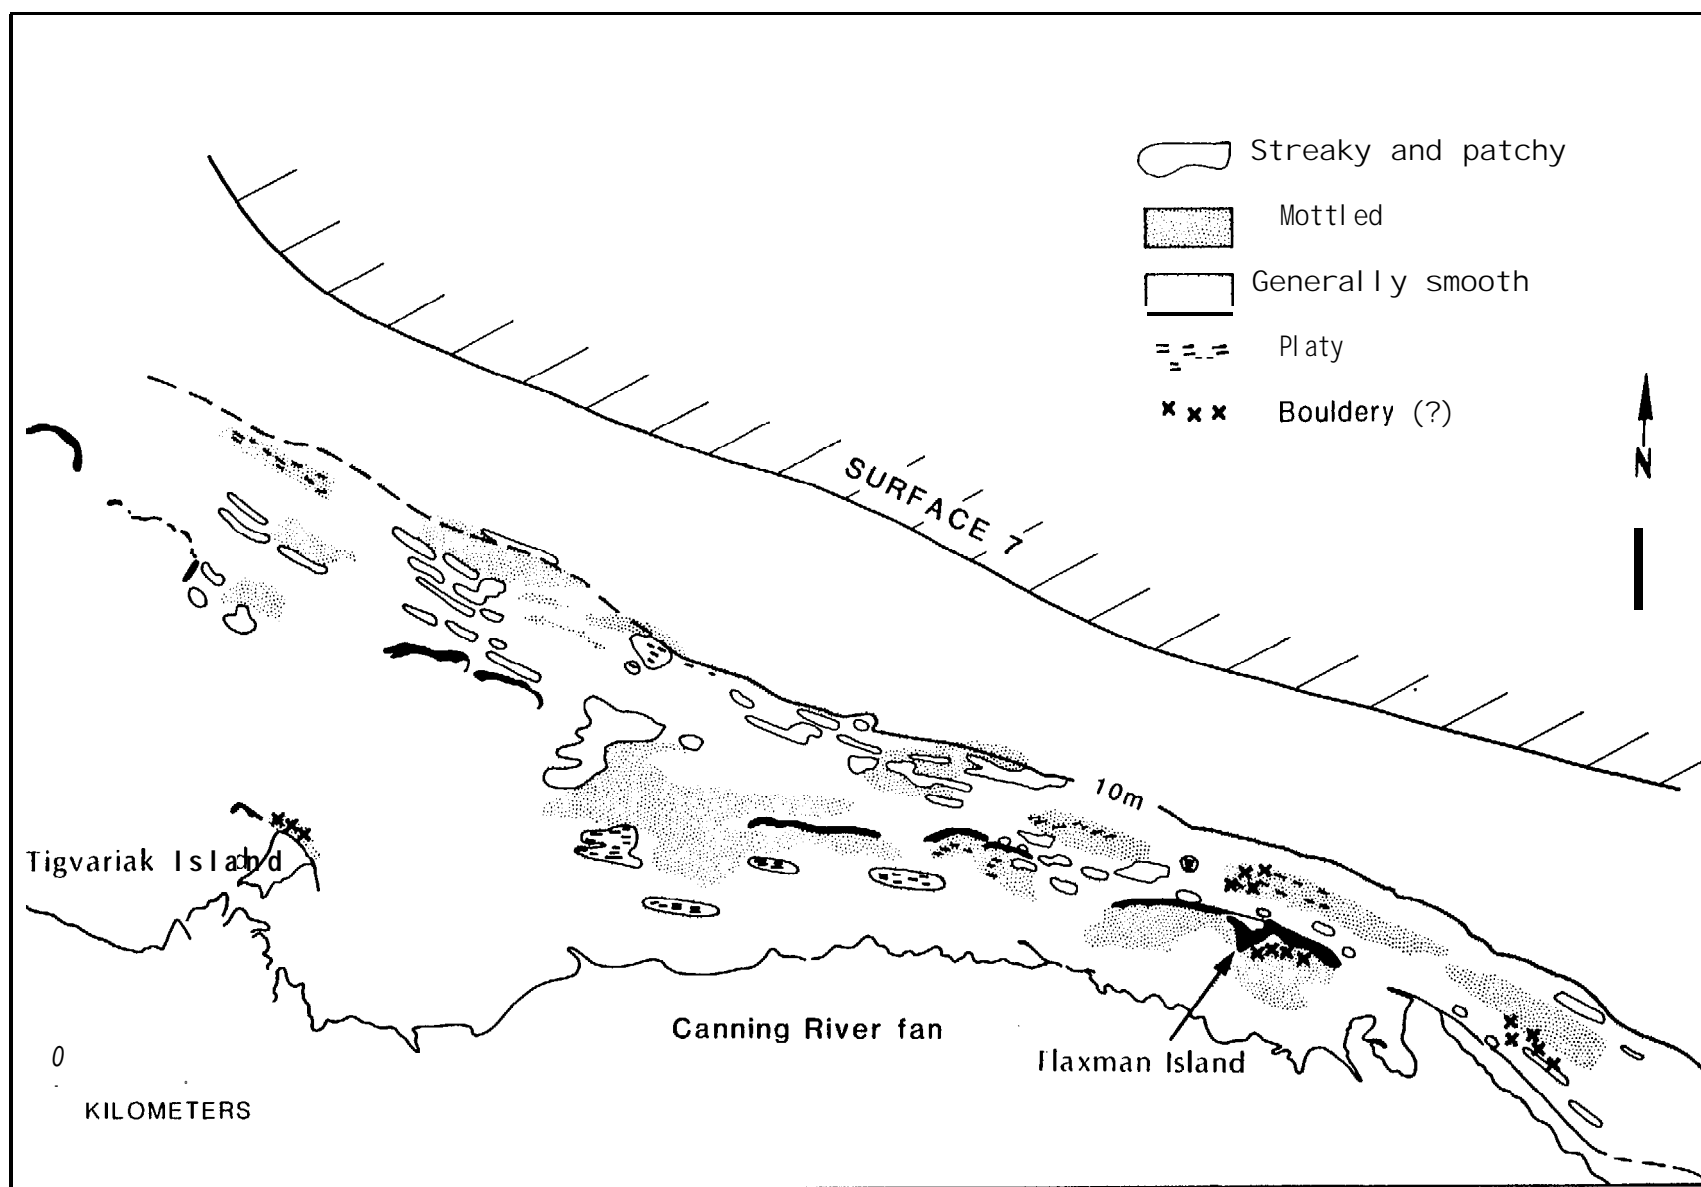 Streaky and patchy
Mottled
Generally smooth
Platy
Bouldery (?)
N
SURFACE 7
10m
Tigvariak Island
Canning River fan
Flaxman Island
0
KILOMETERS